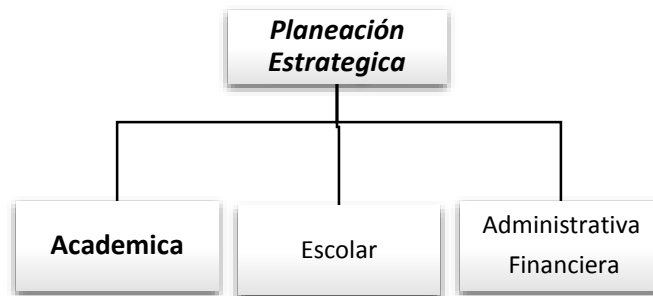 Planeación
Estrategica
Academica
Escolar
Administrativa
Financiera